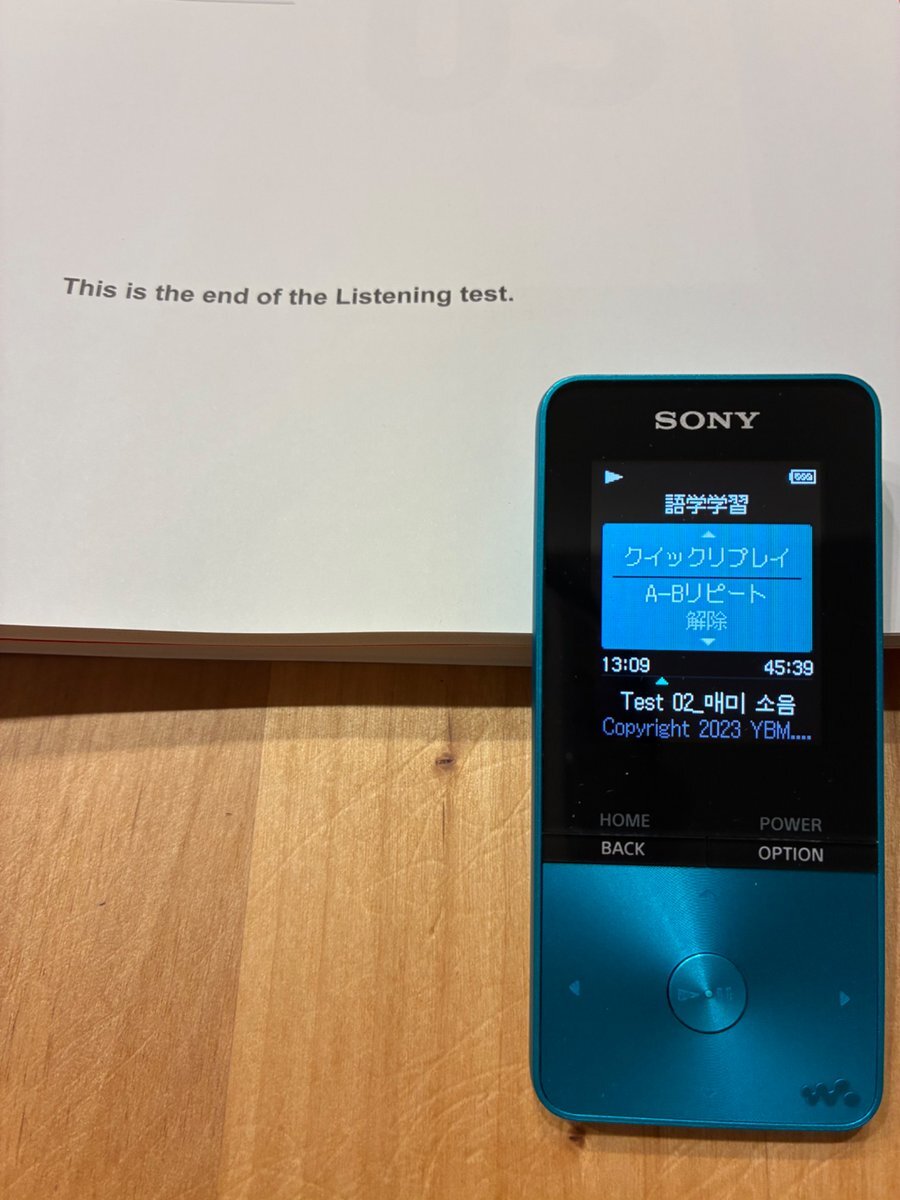 This is the end of the Listening test.
SONY
語学学習
クイックリプレイ
A-Bリピート
解除
13:09 45:39
Test 02_매미 소음
Copyright 2023 YBM....
HOME POWER
BACK OPTION